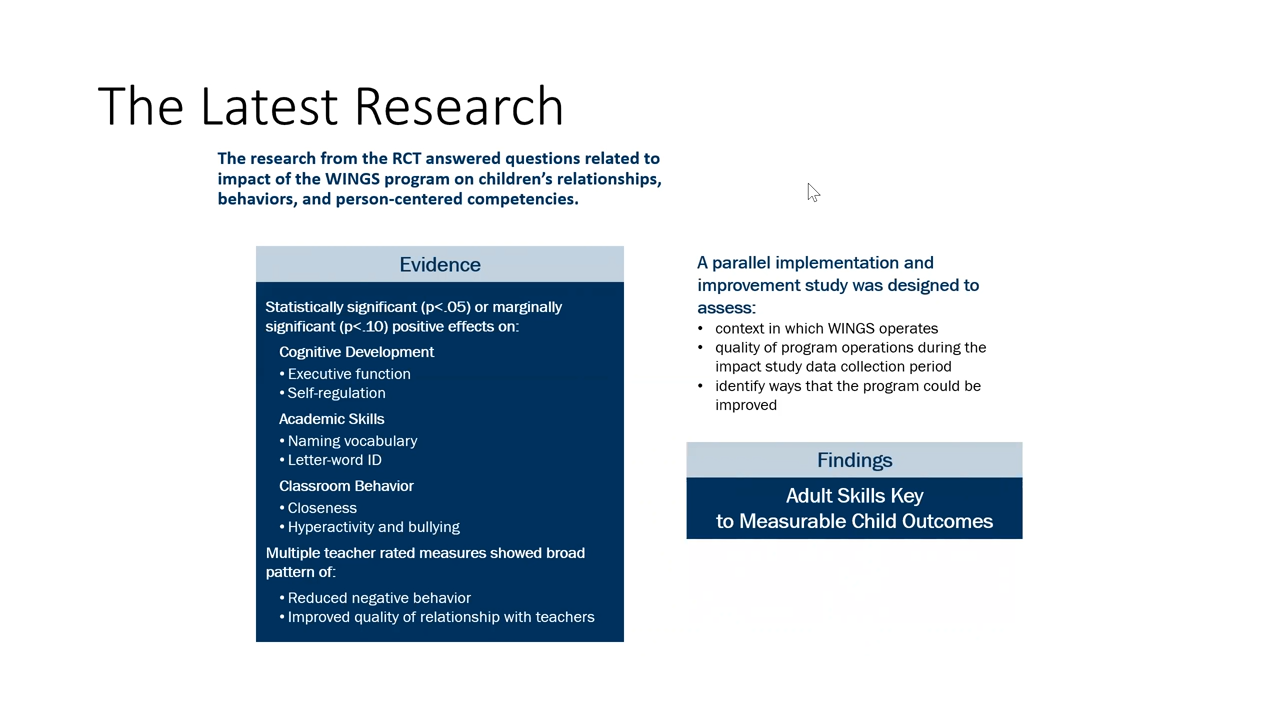 The Latest Research
The research from the RCT answered questions related to
impact of the WINGS program on children’s relationships,
behaviors, and person-centered competencies.
Evidence
Statistically significant (p<.05) or marginally
significant (p<.10) positive effects on:
Cognitive Development
• Executive function
• Self-regulation
Academic Skills
• Naming vocabulary
• Letter-word ID
Classroom Behavior
• Closeness
• Hyperactivity and bullying
Multiple teacher rated measures showed broad
pattern of:
• Reduced negative behavior
• Improved quality of relationship with teachers
A parallel implementation and
improvement study was designed to
assess:
• context in which WINGS operates
• quality of program operations during the
impact study data collection period
• identify ways that the program could be
improved
Findings
Adult Skills Key
to Measurable Child Outcomes